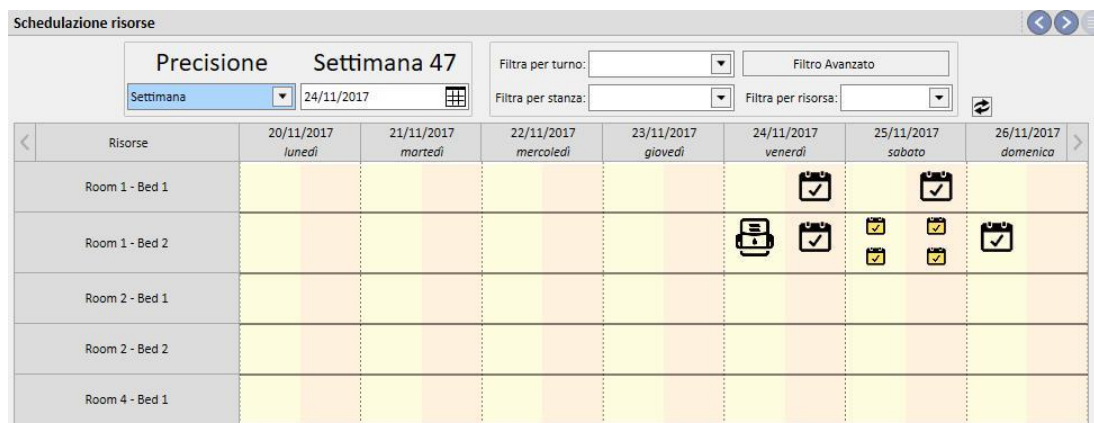 Schedulazione risorse
Precisione Settimana 47
Settimana 24/11/2017
Filtra per turno: Filtro Avanzato
Filtra per stanza: Filtra per risorsa:
Risorse 20/11/2017 21/11/2017 22/11/2017 23/11/2017 24/11/2017 25/11/2017 26/11/2017
lunedì martedì mercoledì giovedì venerdì sabato domenica
Room 1 - Bed 1
Room 1 - Bed 2
Room 2 - Bed 1
Room 2 - Bed 2
Room 4 - Bed 1